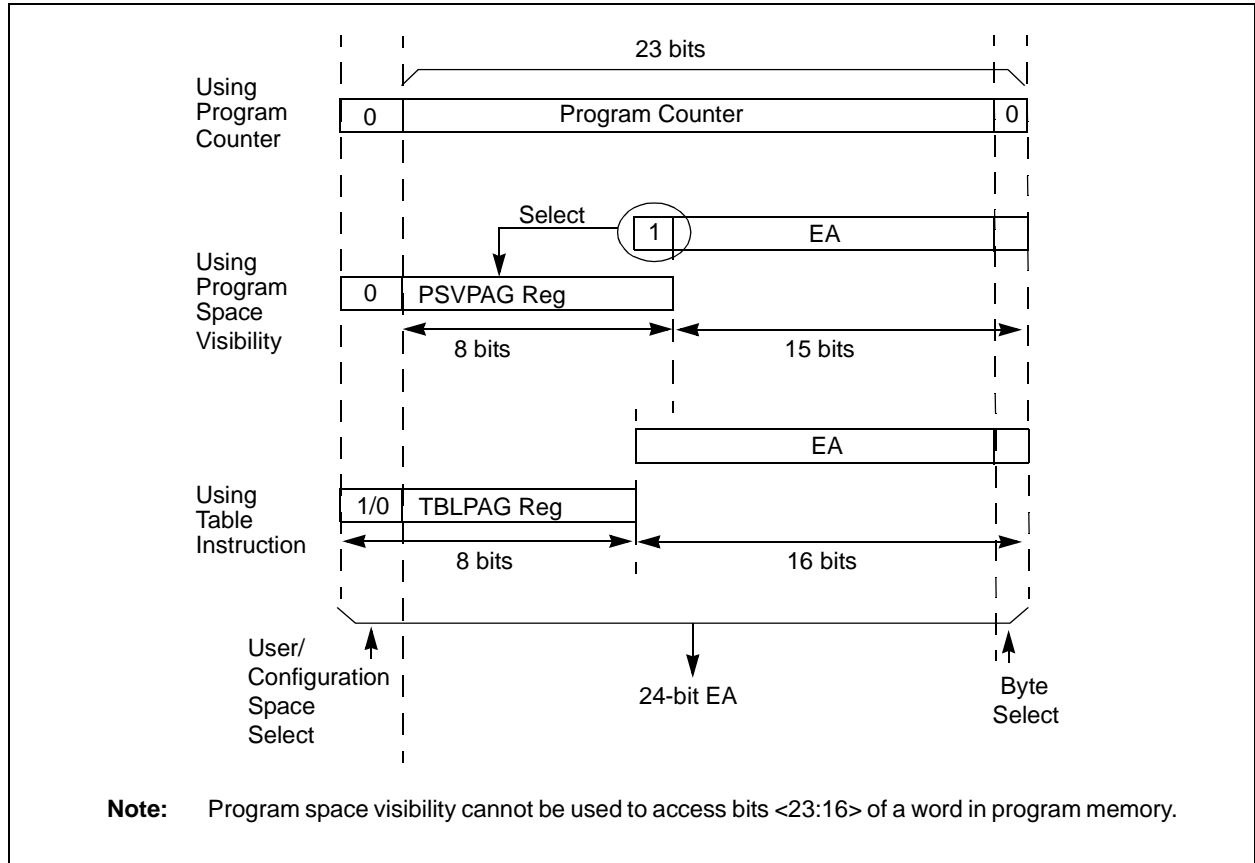 23 bits
Using
Program
Counter
0
Program Counter
0
Select
1
EA
Using
Program
Space
Visibility
0
PSVPAG Reg
8 bits
15 bits
EA
Using
Table
Instruction
1/0
TBLPAG Reg
8 bits
16 bits
User/
Configuration
Space
Select
24-bit EA
Byte
Select
Note: Program space visibility cannot be used to access bits <23:16> of a word in program memory.